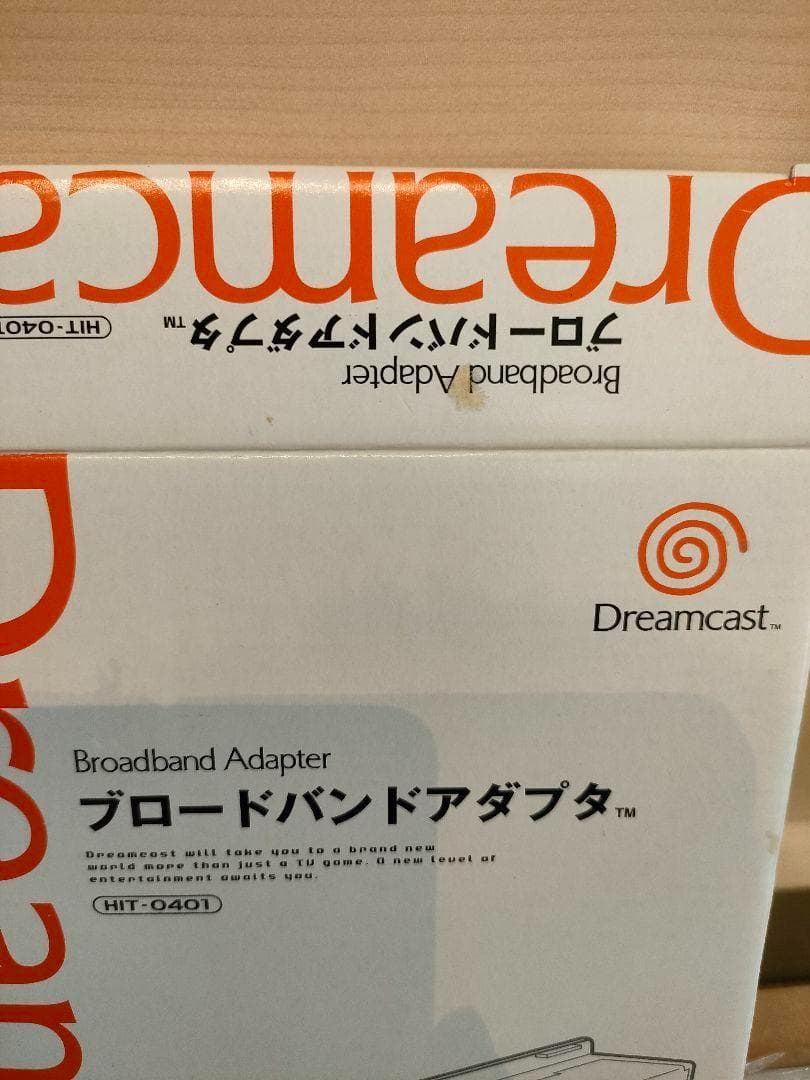 Dreamca
ブロードバンドアダプタ™
HIT-0401
Broadband Adapter
Dreamcast™
Dream
Broadband Adapter
ブロードバンドアダプタ™
Dreamcast will take you to a brand new
world more than just a TV game. A new level of
entertainment awaits you.
HIT-0401